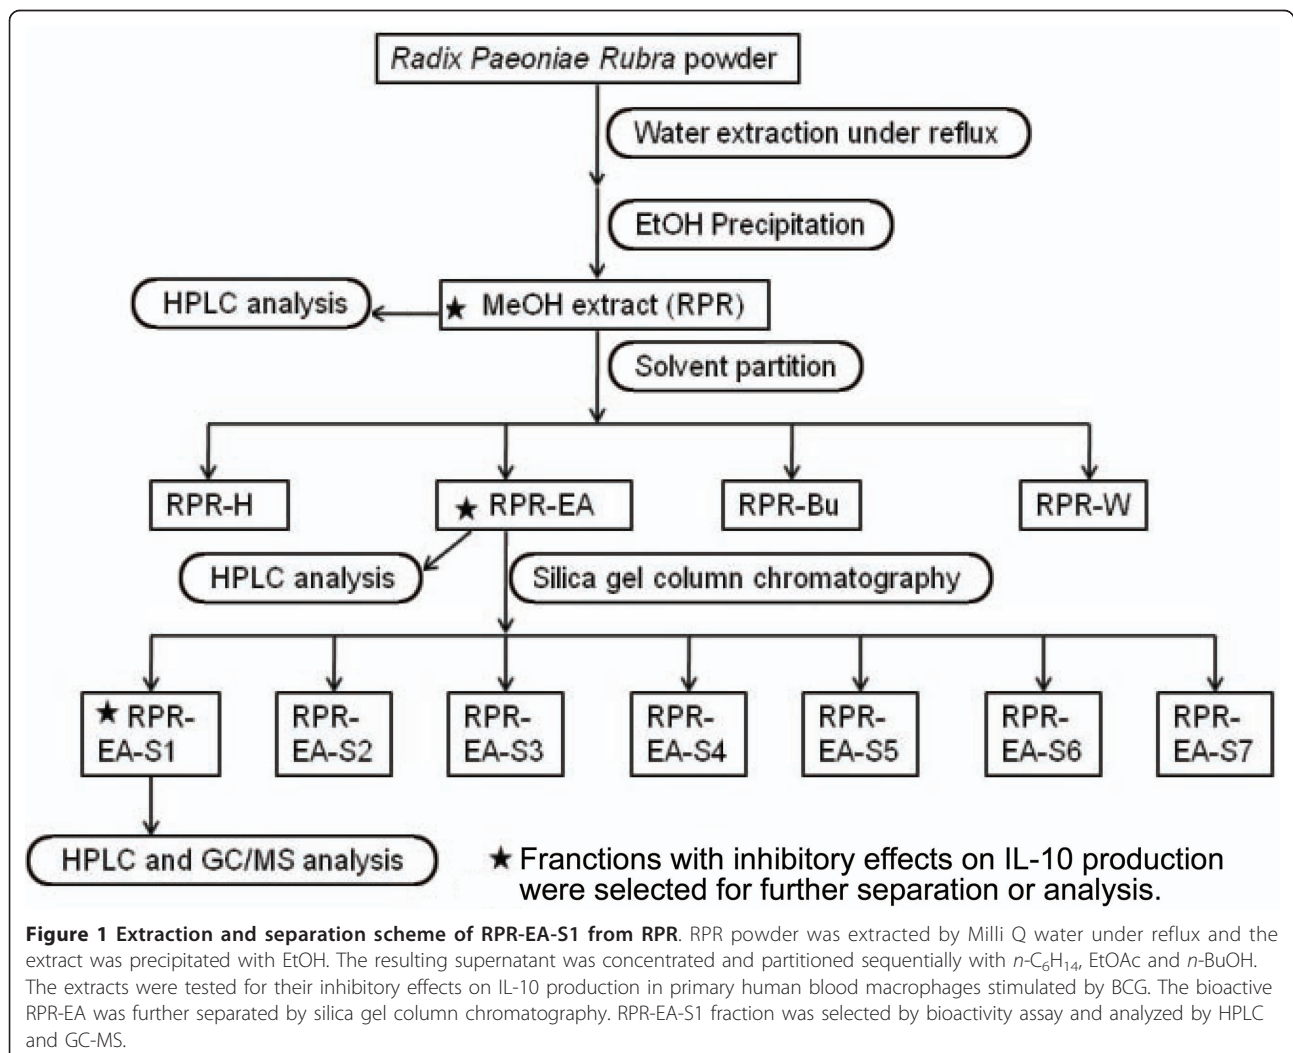 Radix Paeoniae Rubra powder
Water extraction under reflux
EtOH Precipitation
HPLC analysis
★ MeOH extract (RPR)
Solvent partition
RPR-H
★ RPR-EA
RPR-Bu
RPR-W
HPLC analysis
Silica gel column chromatography
★ RPR-
EA-S1
RPR-
EA-S2
RPR-
EA-S3
RPR-
EA-S4
RPR-
EA-S5
RPR-
EA-S6
RPR-
EA-S7
HPLC and GC/MS analysis
★ Franctions with inhibitory effects on IL-10 production
were selected for further separation or analysis.
Figure 1 Extraction and separation scheme of RPR-EA-S1 from RPR. RPR powder was extracted by Milli Q water under reflux and the
extract was precipitated with EtOH. The resulting supernatant was concentrated and partitioned sequentially with n-C₆H₁₄, EtOAc and n-BuOH.
The extracts were tested for their inhibitory effects on IL-10 production in primary human blood macrophages stimulated by BCG. The bioactive
RPR-EA was further separated by silica gel column chromatography. RPR-EA-S1 fraction was selected by bioactivity assay and analyzed by HPLC
and GC-MS.